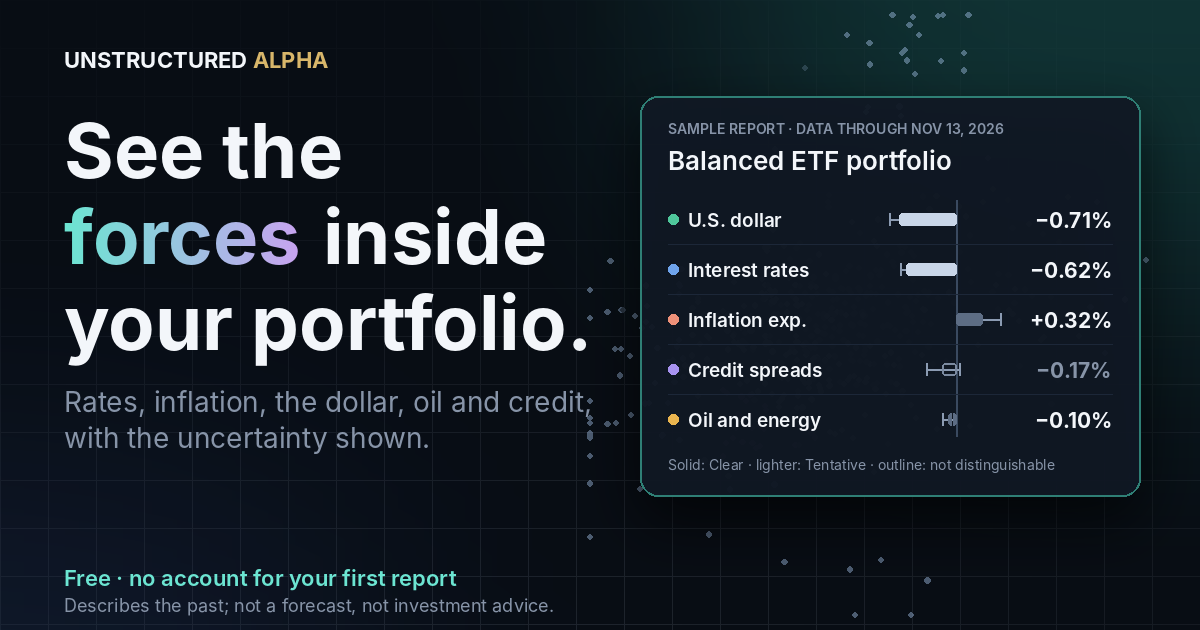 UNSTRUCTURED ALPHA
See the
forces inside
your portfolio.
Rates, inflation, the dollar, oil and credit,
with the uncertainty shown.
Free · no account for your first report
Describes the past; not a forecast, not investment advice.
SAMPLE REPORT · DATA THROUGH NOV 13, 2026
Balanced ETF portfolio
U.S. dollar −0.71%
Interest rates −0.62%
Inflation exp. +0.32%
Credit spreads −0.17%
Oil and energy −0.10%
Solid: Clear · lighter: Tentative · outline: not distinguishable